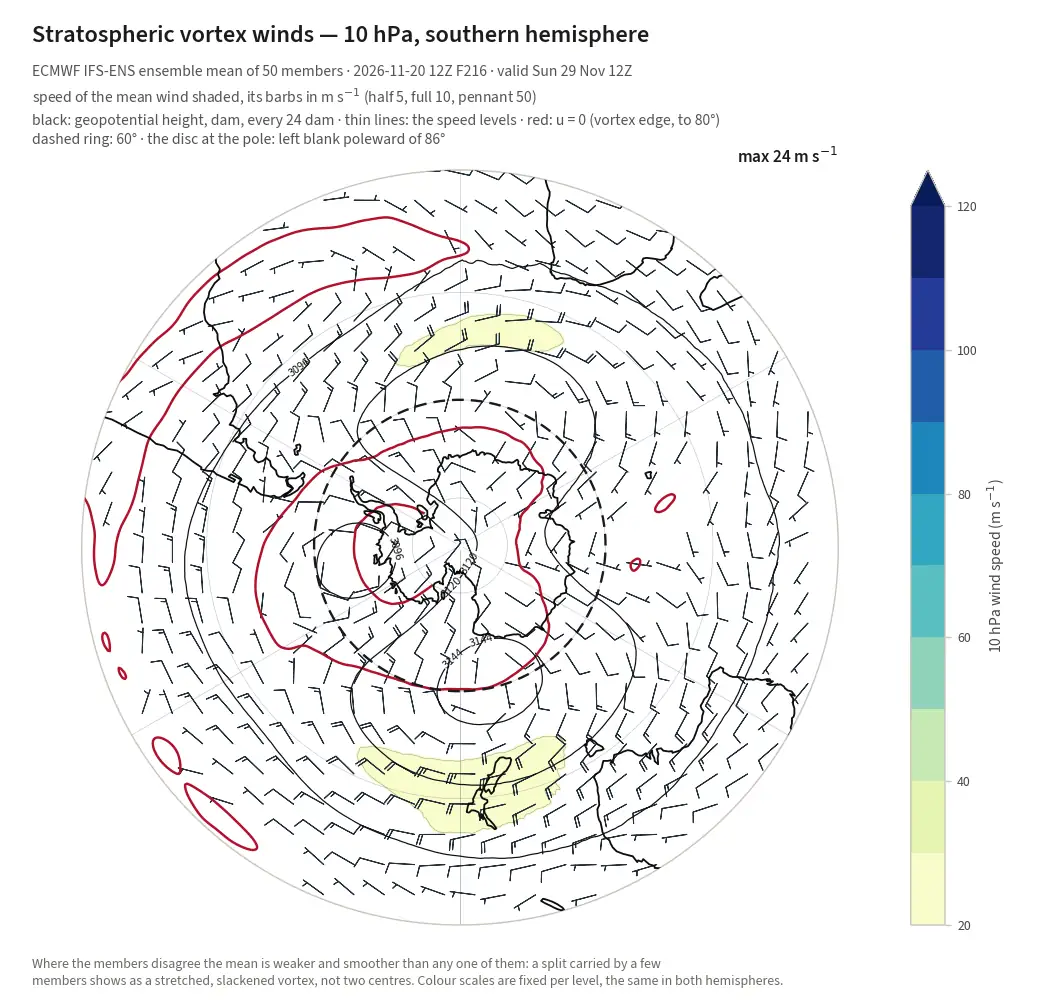 Stratospheric vortex winds — 10 hPa, southern hemisphere
ECMWF IFS-ENS ensemble mean of 50 members · 2026-11-20 12Z F216 · valid Sun 29 Nov 12Z
speed of the mean wind shaded, its barbs in m s⁻¹ (half 5, full 10, pennant 50)
black: geopotential height, dam, every 24 dam · thin lines: the speed levels · red: u = 0 (vortex edge, to 80°)
dashed ring: 60° · the disc at the pole: left blank poleward of 86°
max 24 m s⁻¹
120
100
80
60
40
20
10 hPa wind speed (m s⁻¹)
3096
3096
3120
3120
3144
3144
Where the members disagree the mean is weaker and smoother than any one of them: a split carried by a few
members shows as a stretched, slackened vortex, not two centres. Colour scales are fixed per level, the same in both hemispheres.